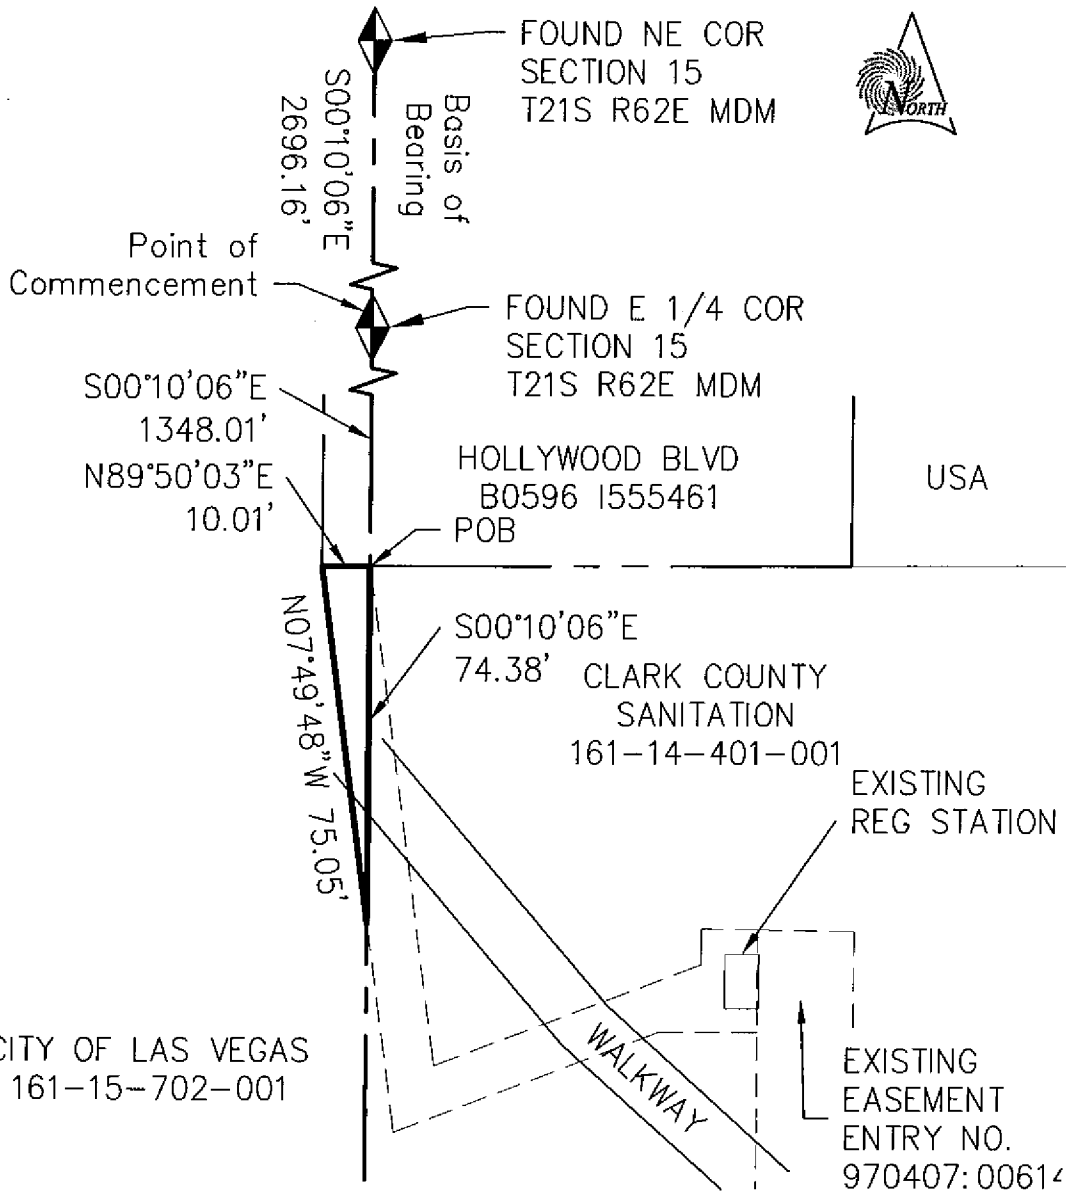 FOUND NE COR
SECTION 15
T21S R62E MDM
NORTH
S00°10'06"E
2696.16'
Basis of
Bearing
Point of
Commencement
FOUND E 1/4 COR
SECTION 15
T21S R62E MDM
S00°10'06"E
1348.01'
N89°50'03"E
10.01'
HOLLYWOOD BLVD
B0596 I555461
USA
POB
N07°49'48"W 75.05'
S00°10'06"E
74.38'
CLARK COUNTY
SANITATION
161-14-401-001
EXISTING
REG STATION
WALKWAY
CITY OF LAS VEGAS
161-15-702-001
EXISTING
EASEMENT
ENTRY NO.
970407:00614